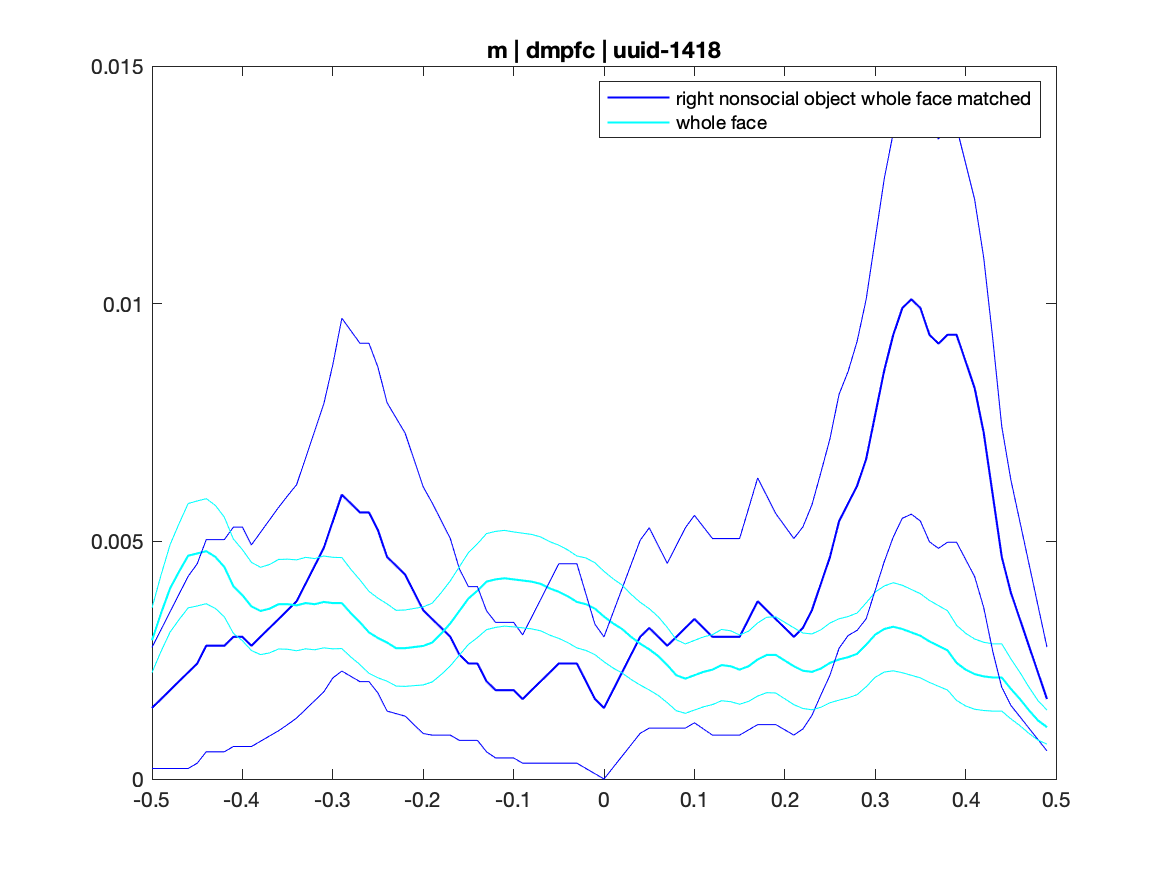 m | dmpfc | uuid-1418
0.015
right nonsocial object whole face matched
whole face
0.01
0.005
0
-0.5 -0.4 -0.3 -0.2 -0.1 0 0.1 0.2 0.3 0.4 0.5